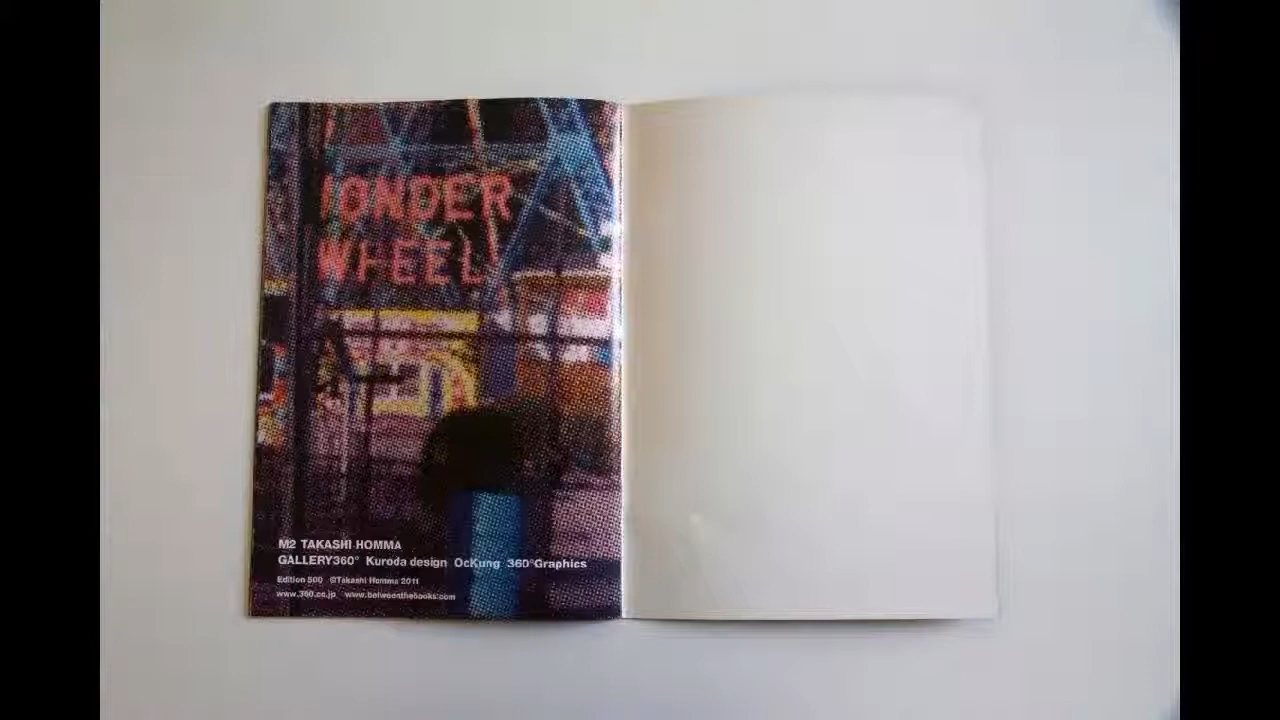 ONDER
WHEEL
M2 TAKASHI HOMMA
GALLERY360° Kuroda design OcKung 360°Graphics
Edition 500 ©Takashi Homma 2011
www.360.co.jp www.betweenthebooks.com